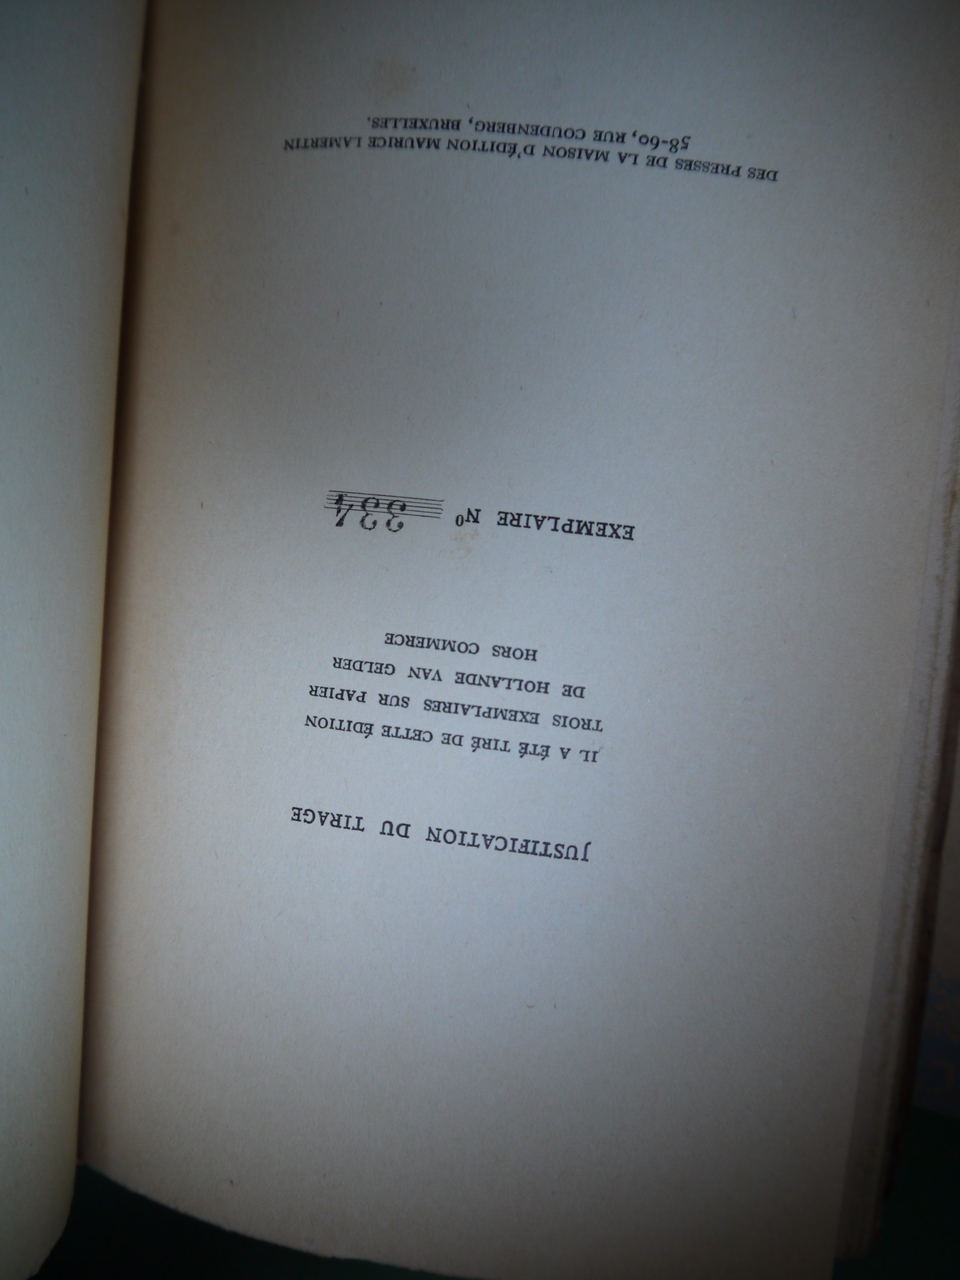 JUSTIFICATION DU TIRAGE
IL A ÉTÉ TIRÉ DE CETTE ÉDITION
TROIS EXEMPLAIRES SUR PAPIER
DE HOLLANDE VAN GELDER
HORS COMMERCE
EXEMPLAIRE Nº 334
DES PRESSES DE LA MAISON D'ÉDITION MAURICE LAMERTIN
58-60, RUE COUDENBERG, BRUXELLES.